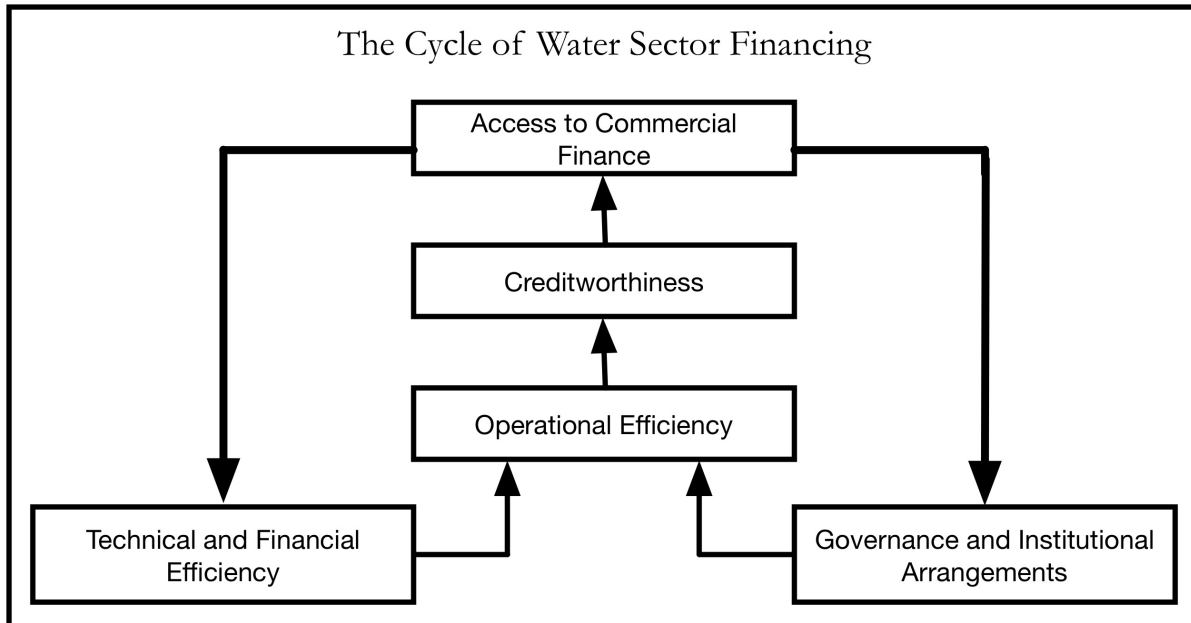 The Cycle of Water Sector Financing
Access to Commercial
Finance
Creditworthiness
Operational Efficiency
Technical and Financial
Efficiency
Governance and Institutional
Arrangements